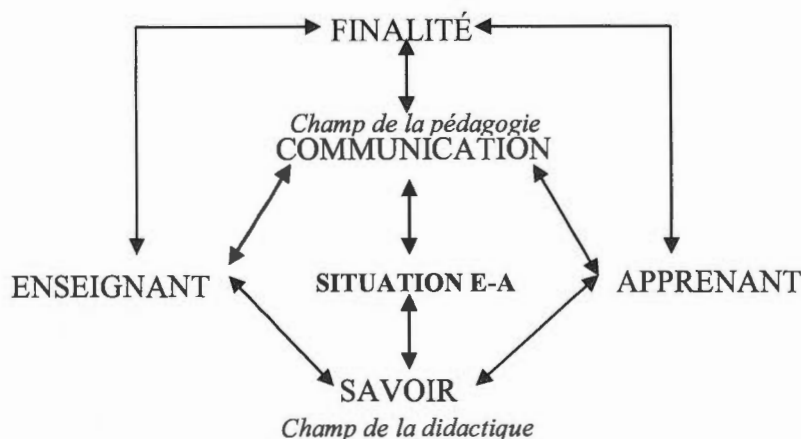 FINALITÉ
Champ de la pédagogie
COMMUNICATION
ENSEIGNANT
SITUATION E-A
APPRENANT
SAVOIR
Champ de la didactique